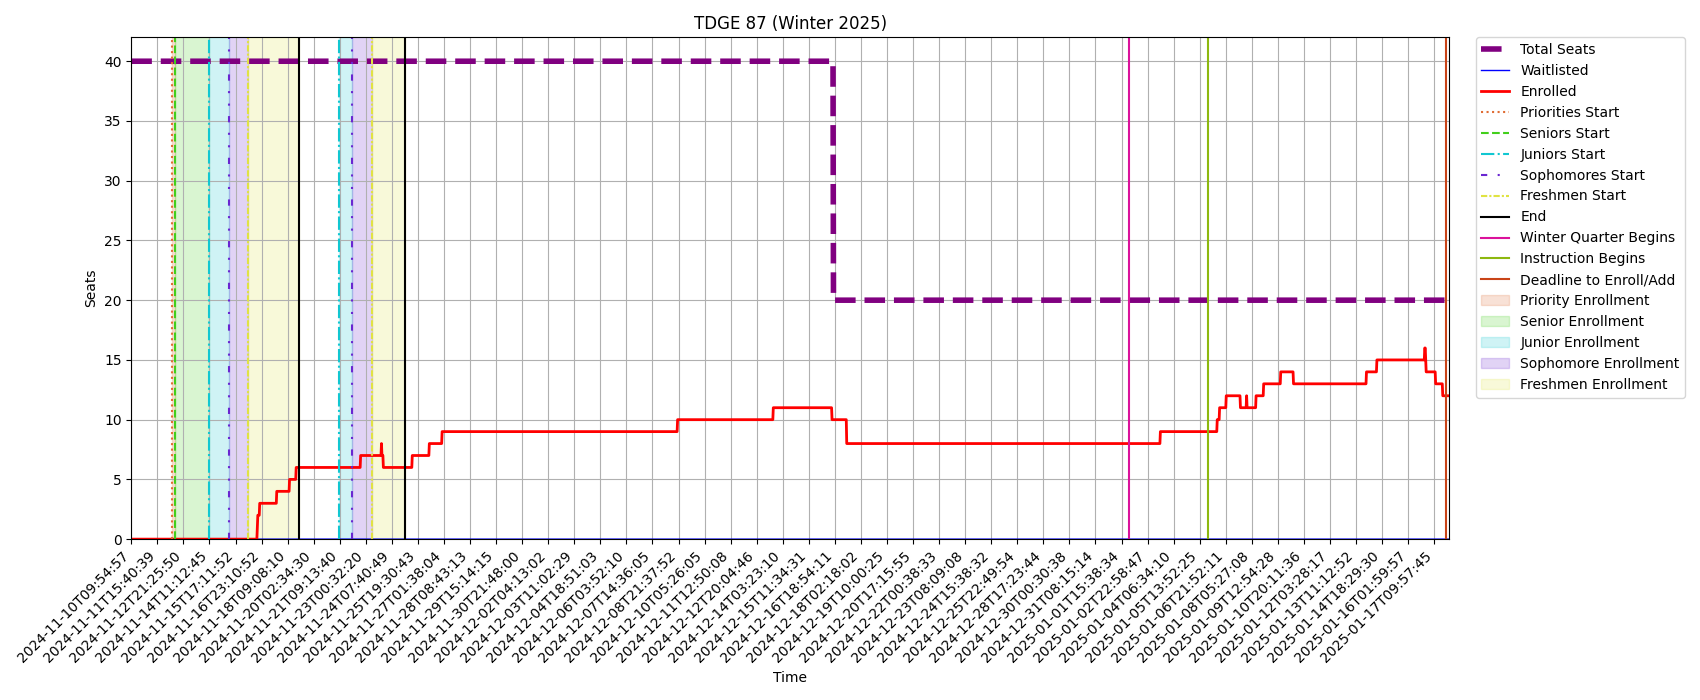 TDGE 87 (Winter 2025)
Seats
40
35
30
25
20
15
10
5
0
2024-11-10T09:54:57
2024-11-11T15:40:39
2024-11-12T21:25:50
2024-11-14T11:12:45
2024-11-15T17:11:52
2024-11-16T23:10:52
2024-11-18T09:08:10
2024-11-20T02:34:30
2024-11-21T09:13:40
2024-11-23T00:32:20
2024-11-24T07:40:49
2024-11-25T19:30:43
2024-11-27T01:38:04
2024-11-28T08:43:13
2024-11-29T15:14:15
2024-11-30T21:48:00
2024-12-02T04:13:02
2024-12-03T11:02:29
2024-12-04T18:51:03
2024-12-06T03:52:10
2024-12-07T14:36:05
2024-12-08T21:37:52
2024-12-10T05:26:05
2024-12-11T12:50:08
2024-12-12T20:04:46
2024-12-14T03:23:10
2024-12-15T11:34:31
2024-12-16T18:54:11
2024-12-18T02:18:02
2024-12-19T10:00:25
2024-12-20T17:15:55
2024-12-22T00:38:33
2024-12-23T08:09:08
2024-12-24T15:38:32
2024-12-25T22:49:54
2024-12-28T17:23:44
2024-12-30T00:30:38
2024-12-31T08:15:14
2025-01-01T15:38:34
2025-01-02T22:58:47
2025-01-04T06:34:10
2025-01-05T13:52:25
2025-01-06T21:52:11
2025-01-08T05:27:08
2025-01-09T12:54:28
2025-01-10T20:11:36
2025-01-12T03:28:17
2025-01-13T11:12:52
2025-01-14T18:29:30
2025-01-16T01:59:57
2025-01-17T09:57:45
Time
Total Seats
Waitlisted
Enrolled
Priorities Start
Seniors Start
Juniors Start
Sophomores Start
Freshmen Start
End
Winter Quarter Begins
Instruction Begins
Deadline to Enroll/Add
Priority Enrollment
Senior Enrollment
Junior Enrollment
Sophomore Enrollment
Freshmen Enrollment